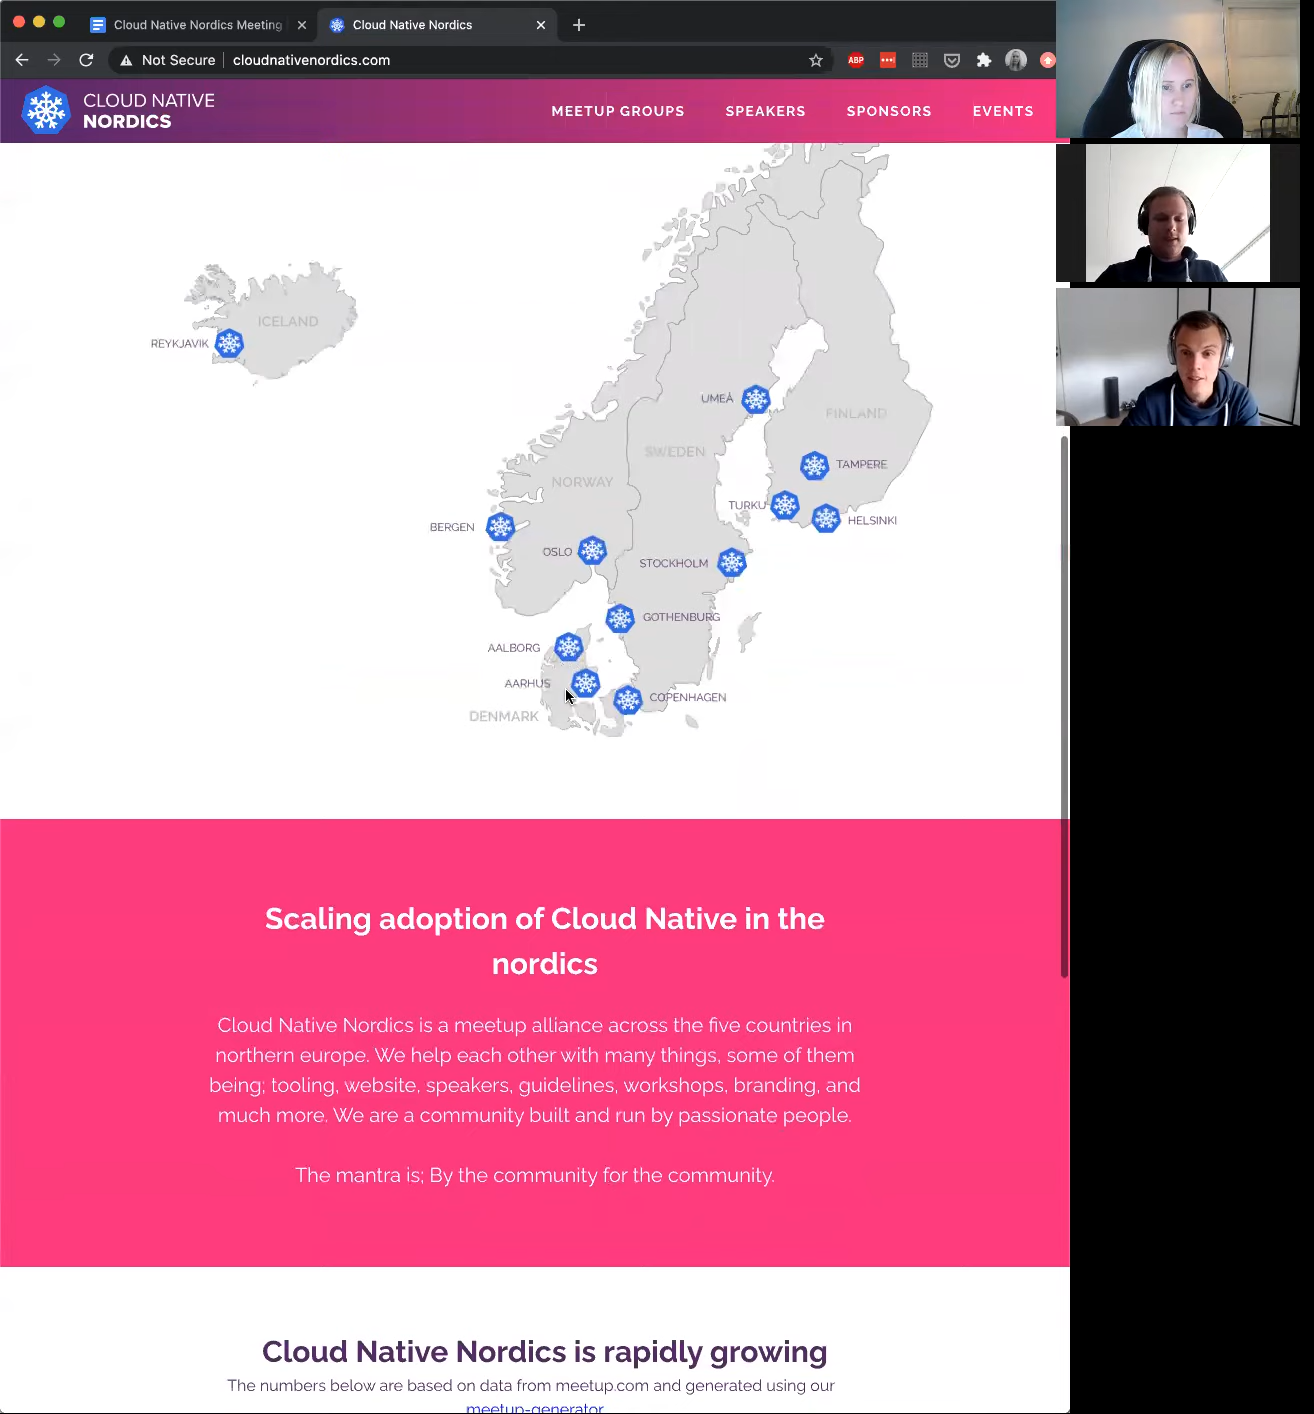 Cloud Native Nordics Meeting
Cloud Native Nordics
Not Secure
cloudnativenordics.com
ABP
CLOUD NATIVE
NORDICS
MEETUP GROUPS
SPEAKERS
SPONSORS
EVENTS
ICELAND
REYKJAVIK
UMEÅ
FINLAND
SWEDEN
TAMPERE
NORWAY
TURKU
HELSINKI
BERGEN
OSLO
STOCKHOLM
GOTHENBURG
AALBORG
AARHUS
COPENHAGEN
DENMARK
Scaling adoption of Cloud Native in the
nordics
Cloud Native Nordics is a meetup alliance across the five countries in
northern europe. We help each other with many things, some of them
being; tooling, website, speakers, guidelines, workshops, branding, and
much more. We are a community built and run by passionate people.
The mantra is; By the community for the community.
Cloud Native Nordics is rapidly growing
The numbers below are based on data from meetup.com and generated using our
meetup-generator